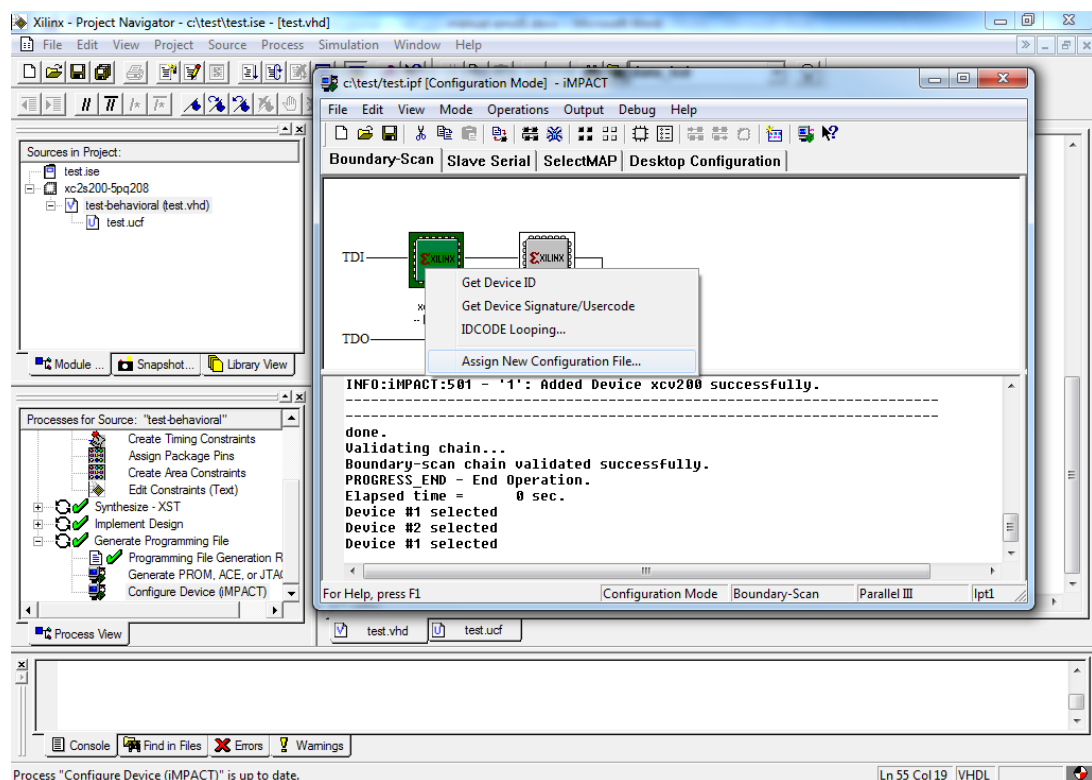 Xilinx - Project Navigator - c:\test\test.ise - [test.vhd]
File Edit View Project Source Process Simulation Window Help
c:\test/test.ipf [Configuration Mode] - iMPACT
File Edit View Mode Operations Output Debug Help
Boundary-Scan Slave Serial SelectMAP Desktop Configuration
Sources in Project:
test.ise
xc2s200-5pq208
test-behavioral (test.vhd)
test.ucf
Module ... Snapshot... Library View
TDI
XILINX XILINX
TDO
Get Device ID
Get Device Signature/Usercode
IDCODE Looping...
Assign New Configuration File...
INFO:iMPACT:501 - '1': Added Device xcv200 successfully.
----------------------------------------------------------------------
----------------------------------------------------------------------
done.
Validating chain...
Boundary-scan chain validated successfully.
PROGRESS_END - End Operation.
Elapsed time = 0 sec.
Device #1 selected
Device #2 selected
Device #1 selected
For Help, press F1 Configuration Mode Boundary-Scan Parallel III lpt1
Processes for Source: "test-behavioral"
Create Timing Constraints
Assign Package Pins
Create Area Constraints
Edit Constraints (Text)
Synthesize - XST
Implement Design
Generate Programming File
Programming File Generation R
Generate PROM, ACE, or JTA
Configure Device (iMPACT)
Process View
test.vhd test.ucf
Console Find in Files Errors Warnings
Process "Configure Device (iMPACT)" is up to date. Ln 55 Col 19 VHDL